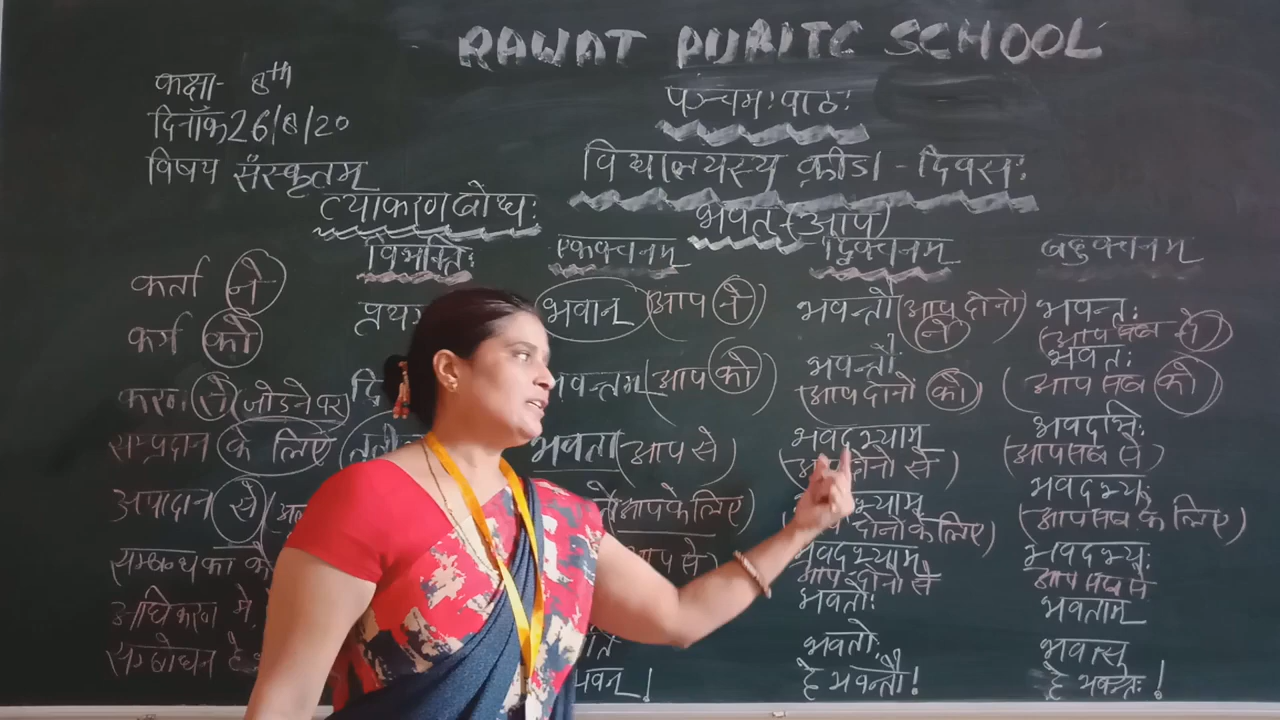 RAWAT PUBLIC SCHOOL
कक्षा- 8th
दिनाँक 26/8/20
विषय संस्कृतम्
पञ्चमः पाठः
विद्यालयस्य क्रीडा - दिवसः
व्याकरणबोधः
भवत् (आप)
विभक्तिः एकवचनम् द्विवचनम् बहुवचनम्
कर्ता ने भवान् (आप ने) भवन्तौ (आप दोनो ने) भवन्तः (आप सब ने)
कर्म को भवन्तम् (आप को) भवन्तौ (आप दोनो को) भवतः (आप सब को)
करण से (जोडने पर) भवता (आप से) भवद्भ्याम् (आप दोनो से) भवद्भिः (आप सब से)
सम्प्रदान के लिए (आप के लिए) दोनो के लिए) भवद्भ्यः (आप सब के लिए)
अपादान से आप से भवद्भ्याम् आप दोनो से भवद्भ्यः आप सब से
सम्बन्ध का के भवतोः भवताम्
अधिकरण मे, भवतोः भवत्सु
सम्बोधन हे भवन्! हे भवन्तौ! हे भवन्तः!